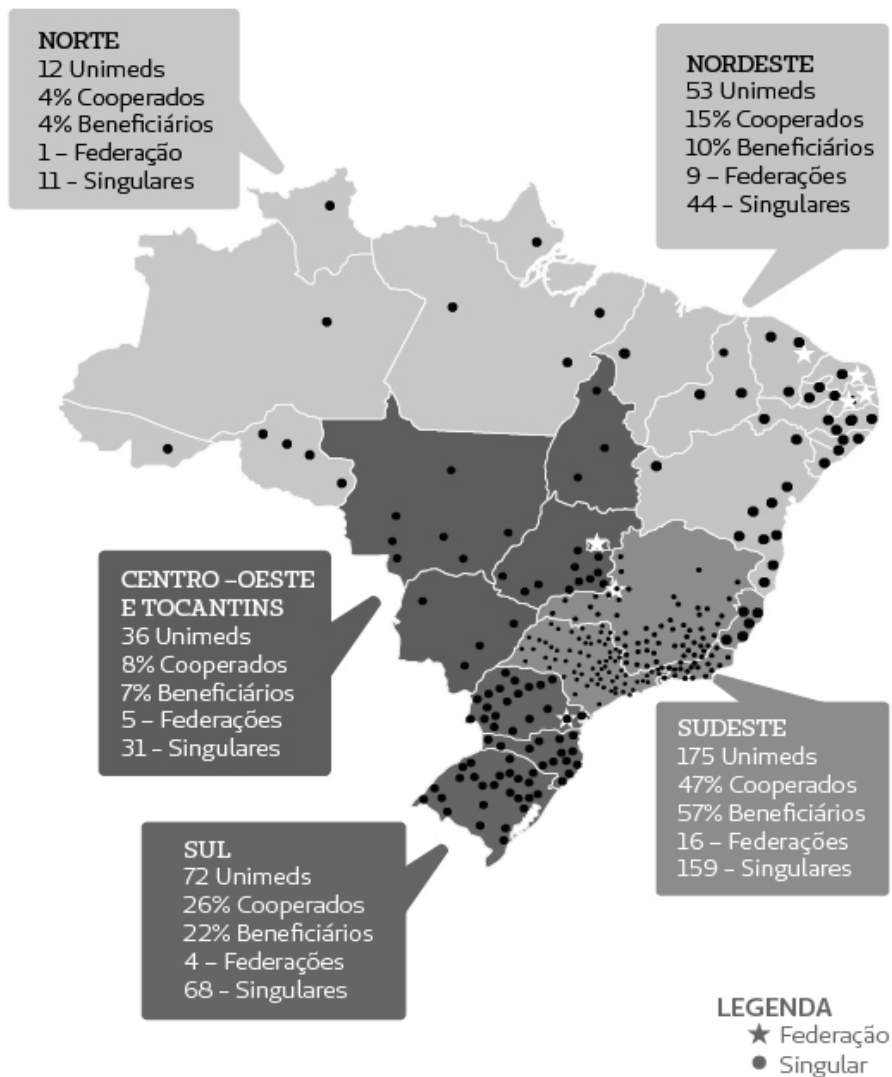 NORTE
12 Unimeds
4% Cooperados
4% Beneficiários
1 – Federação
11 – Singulares
NORDESTE
53 Unimeds
15% Cooperados
10% Beneficiários
9 – Federações
44 – Singulares
CENTRO –OESTE
E TOCANTINS
36 Unimeds
8% Cooperados
7% Beneficiários
5 – Federações
31 – Singulares
SUDESTE
175 Unimeds
47% Cooperados
57% Beneficiários
16 – Federações
159 – Singulares
SUL
72 Unimeds
26% Cooperados
22% Beneficiários
4 – Federações
68 – Singulares
LEGENDA
★ Federação
● Singular